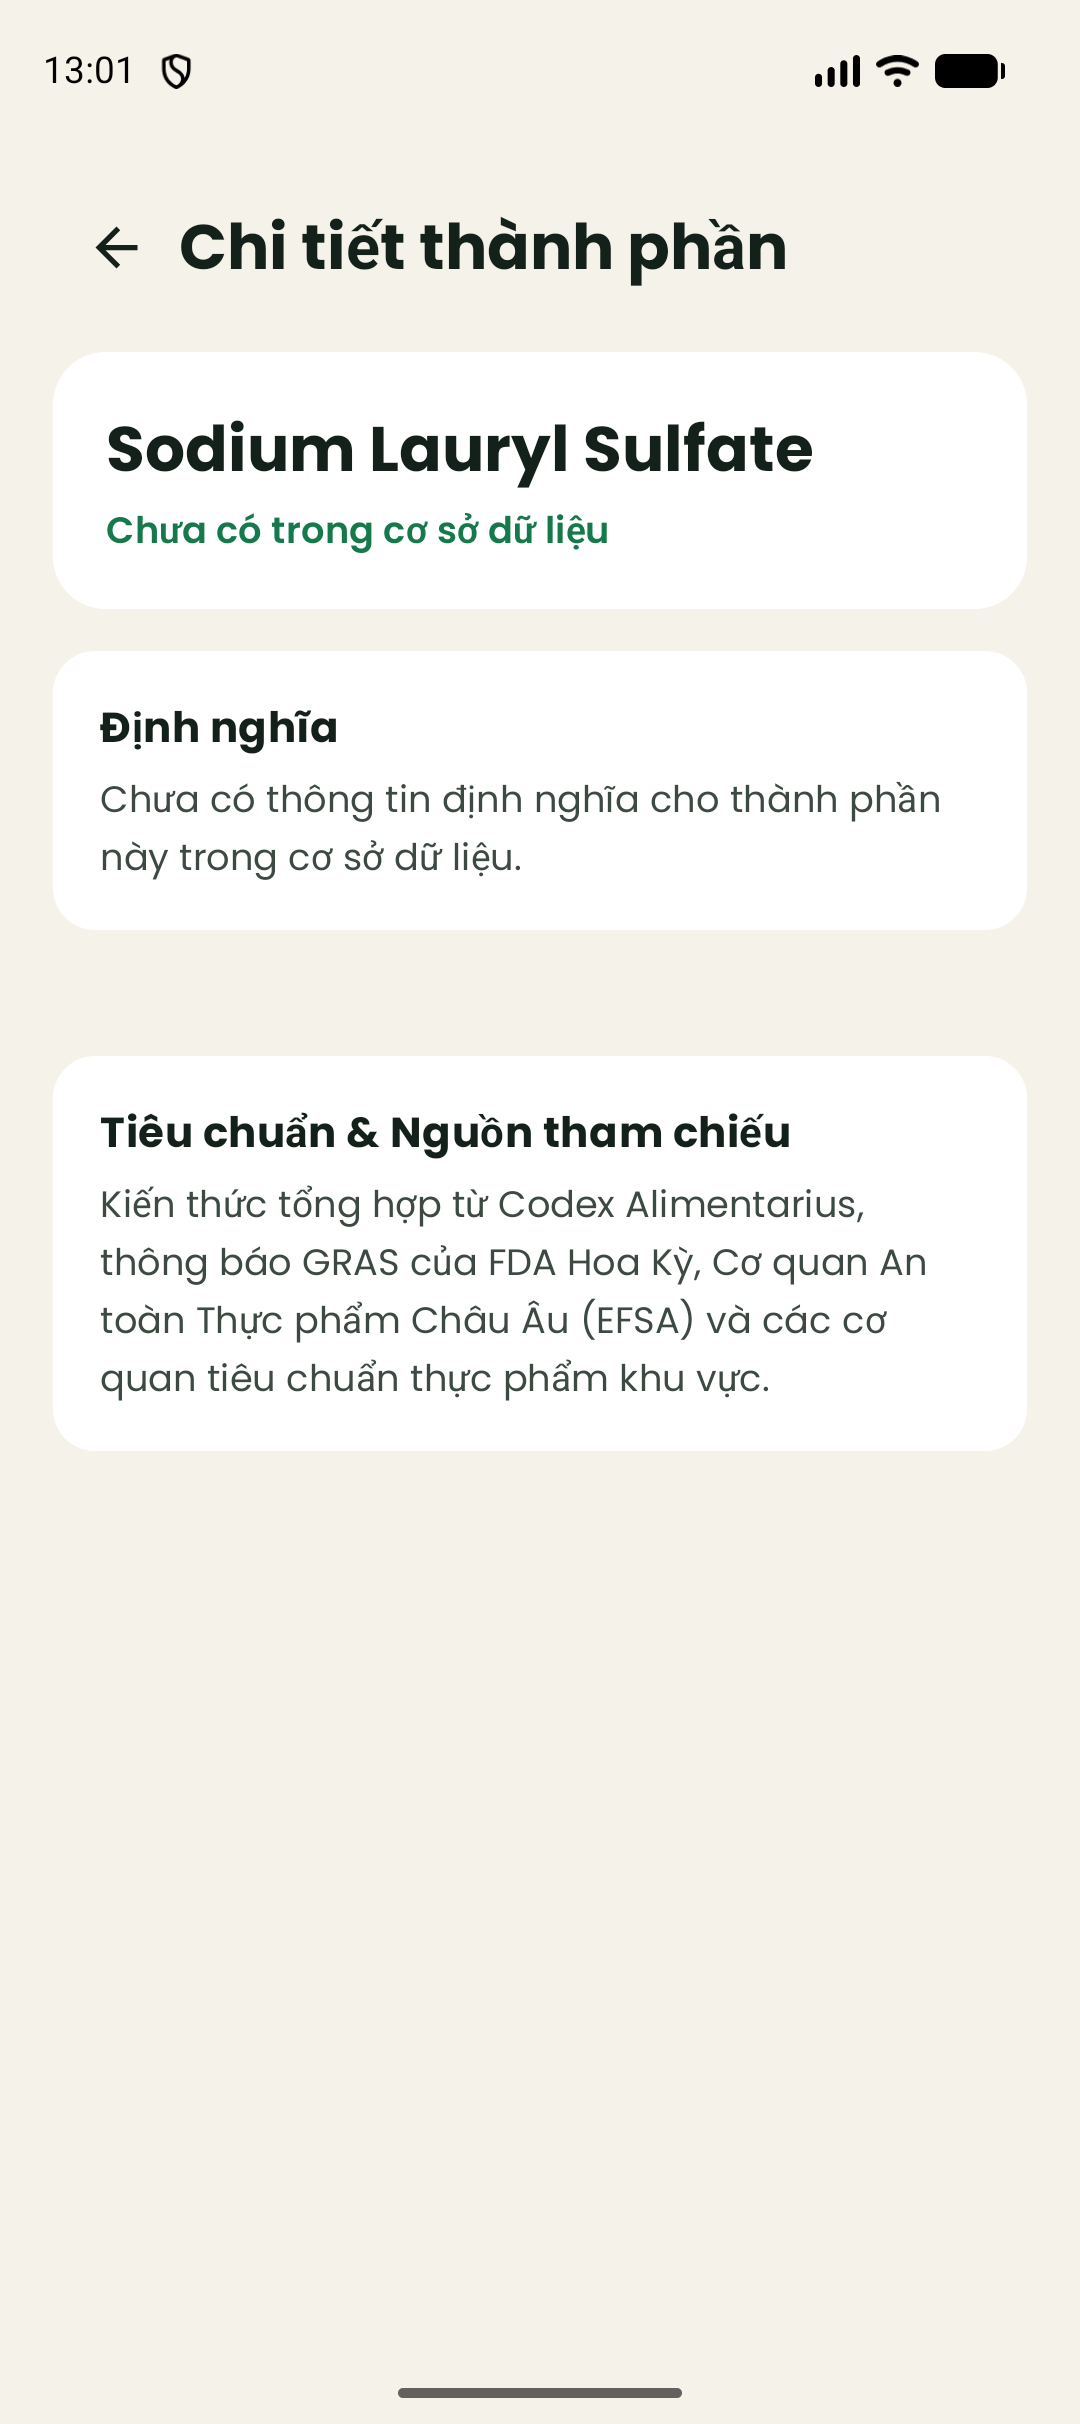 13:01
Chi tiết thành phần
Sodium Lauryl Sulfate
Chưa có trong cơ sở dữ liệu
Định nghĩa
Chưa có thông tin định nghĩa cho thành phần
này trong cơ sở dữ liệu.
Tiêu chuẩn & Nguồn tham chiếu
Kiến thức tổng hợp từ Codex Alimentarius,
thông báo GRAS của FDA Hoa Kỳ, Cơ quan An
toàn Thực phẩm Châu Âu (EFSA) và các cơ
quan tiêu chuẩn thực phẩm khu vực.